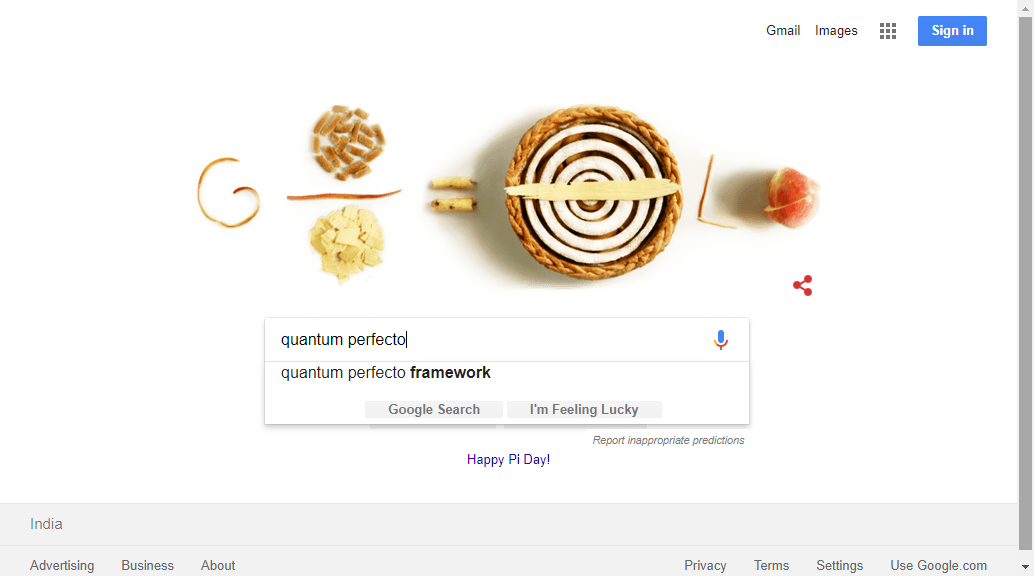 Gmail Images Sign in
quantum perfecto
quantum perfecto framework
Google Search I'm Feeling Lucky
Report inappropriate predictions
Happy Pi Day!
India
Advertising Business About Privacy Terms Settings Use Google.com